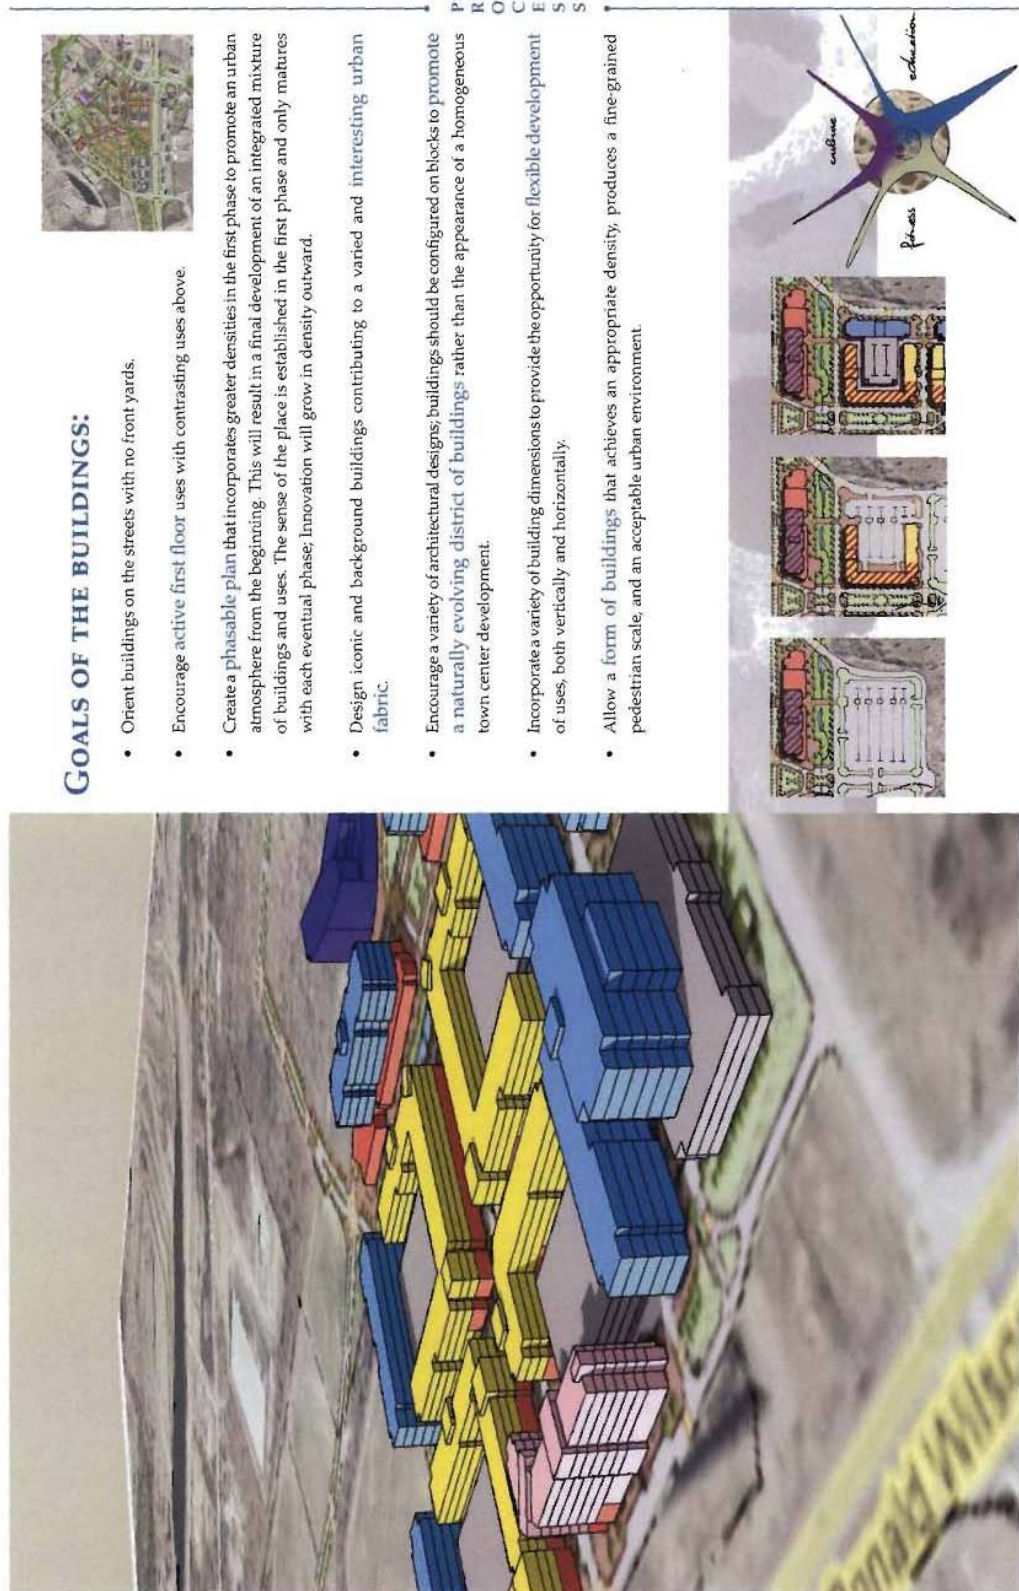 PROCESS
GOALS OF THE BUILDINGS:
• Orient buildings on the streets with no front yards.
• Encourage active first floor uses with contrasting uses above.
• Create a phasable plan that incorporates greater densities in the first phase to promote an urban
atmosphere from the beginning. This will result in a final development of an integrated mixture
of buildings and uses. The sense of the place is established in the first phase and only matures
with each eventual phase; Innovation will grow in density outward.
• Design iconic and background buildings contributing to a varied and interesting urban
fabric.
• Encourage a variety of architectural designs; buildings should be configured on blocks to promote
a naturally evolving district of buildings rather than the appearance of a homogeneous
town center development.
• Incorporate a variety of building dimensions to provide the opportunity for flexible development
of uses, both vertically and horizontally.
• Allow a form of buildings that achieves an appropriate density, produces a fine-grained
pedestrian scale, and an acceptable urban environment.
culture
education
fitness